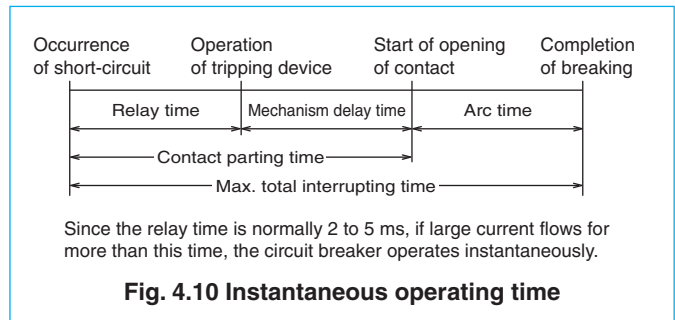 Occurrence of short-circuit
Operation of tripping device
Start of opening of contact
Completion of breaking
Relay time
Mechanism delay time
Arc time
Contact parting time
Max. total interrupting time
Since the relay time is normally 2 to 5 ms, if large current flows for
more than this time, the circuit breaker operates instantaneously.
Fig. 4.10 Instantaneous operating time